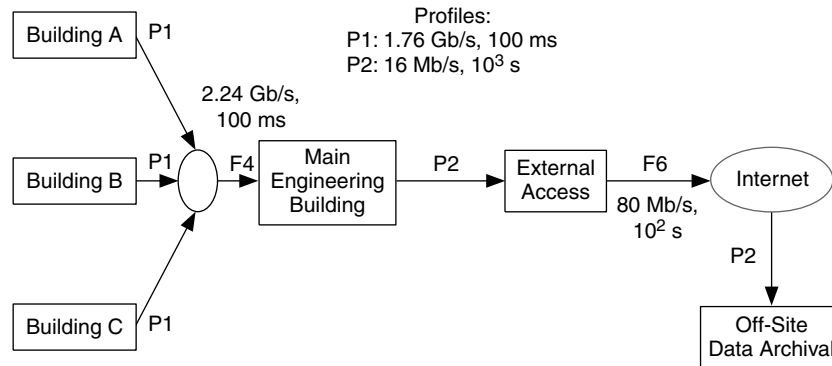 Profiles:
P1: 1.76 Gb/s, 100 ms
P2: 16 Mb/s, 10³ s
Building A
P1
2.24 Gb/s,
100 ms
Building B
P1
F4
Main
Engineering
Building
P2
External
Access
F6
80 Mb/s,
10² s
Internet
P2
Building C
P1
Off-Site
Data Archival